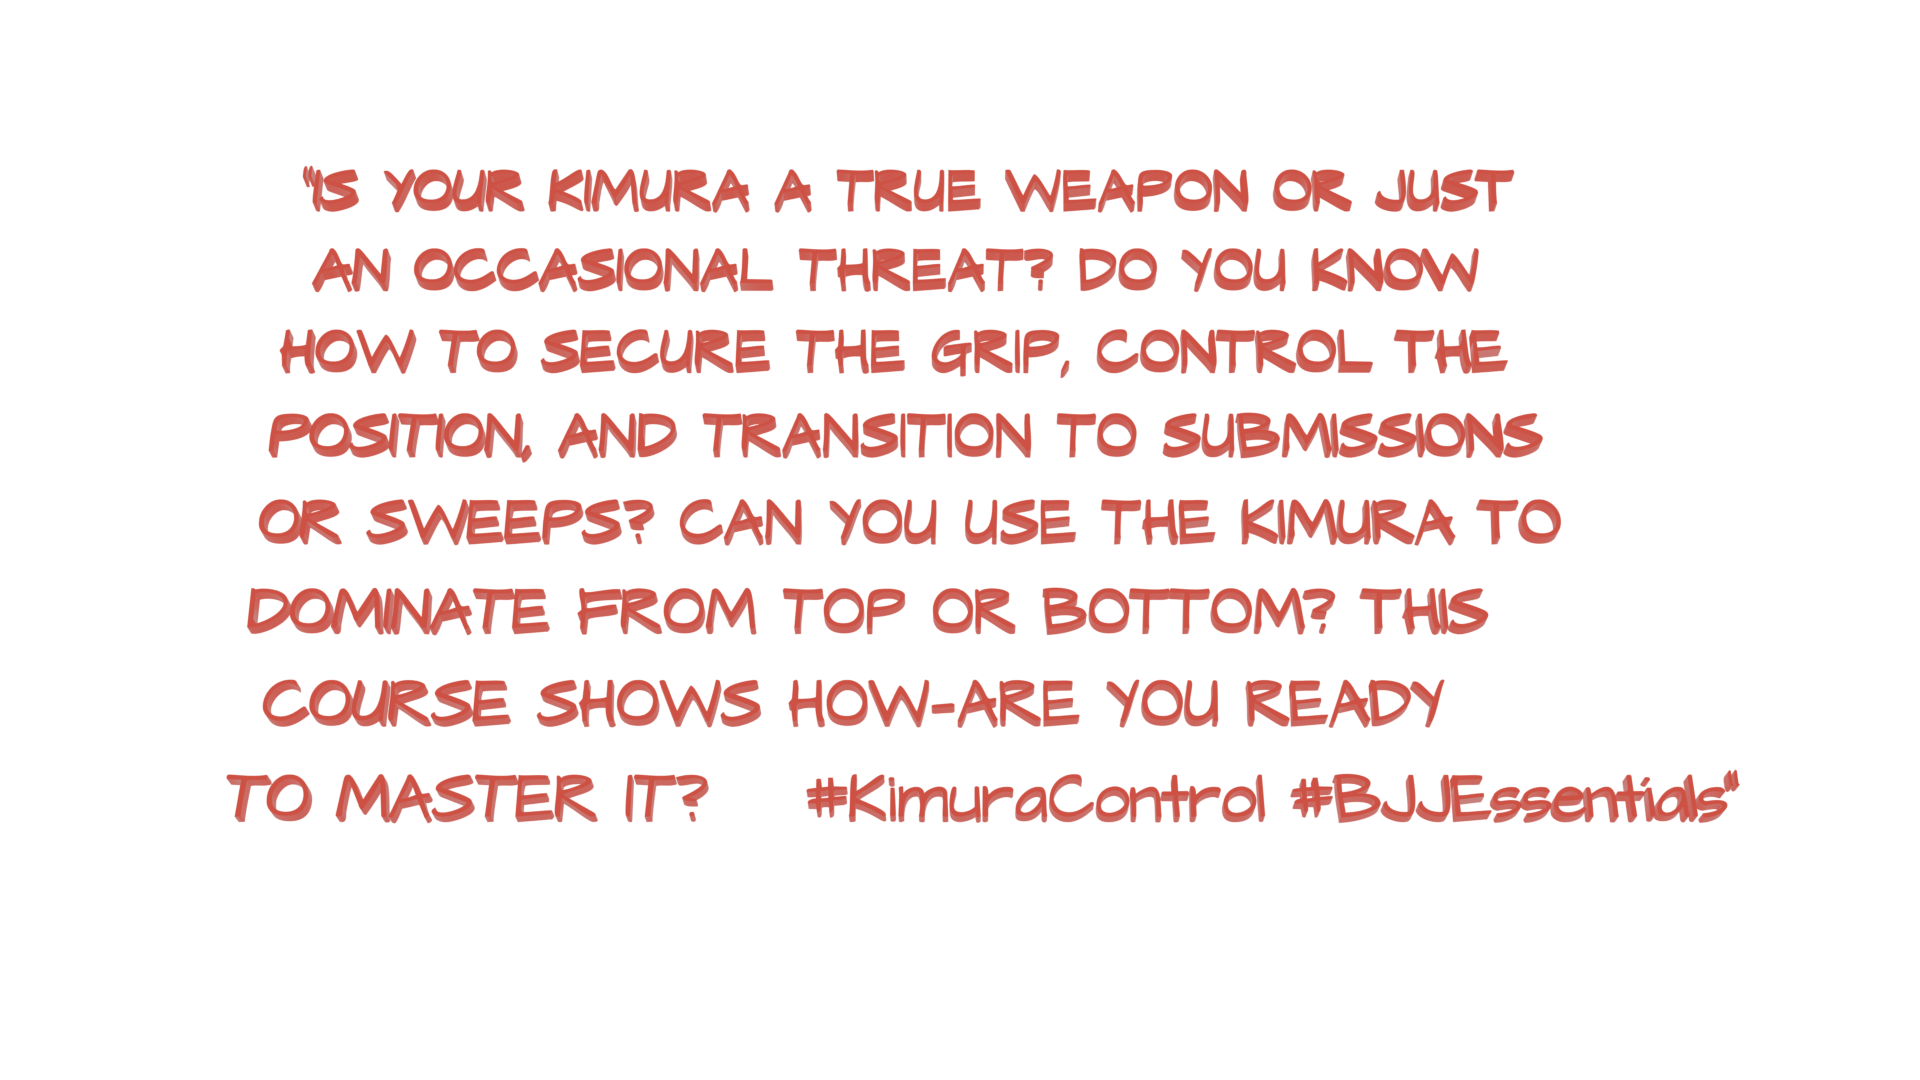 "IS YOUR KIMURA A TRUE WEAPON OR JUST
AN OCCASIONAL THREAT? DO YOU KNOW
HOW TO SECURE THE GRIP, CONTROL THE
POSITION, AND TRANSITION TO SUBMISSIONS
OR SWEEPS? CAN YOU USE THE KIMURA TO
DOMINATE FROM TOP OR BOTTOM? THIS
COURSE SHOWS HOW-ARE YOU READY
TO MASTER IT? #KimuraControl #BJJEssentials"